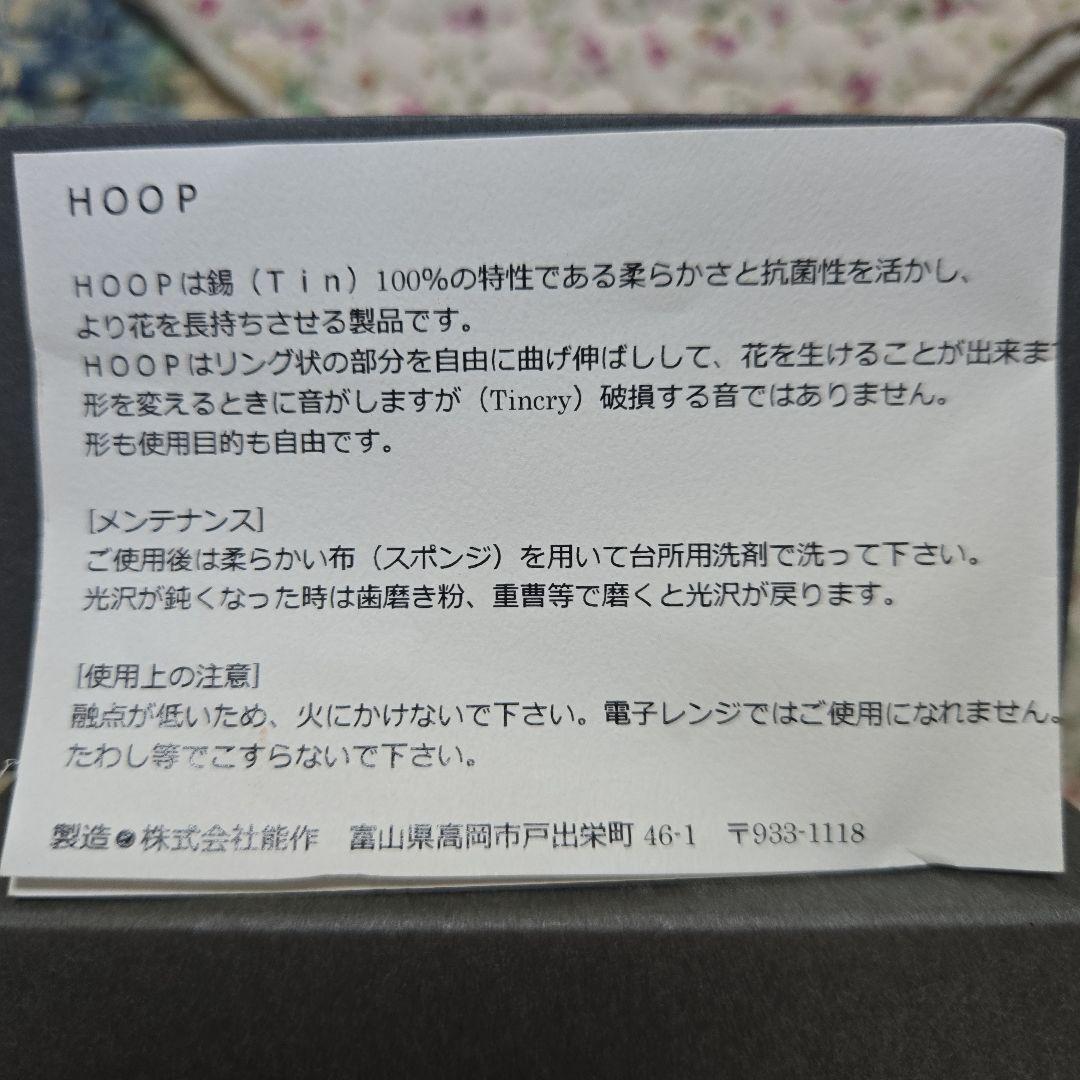 HOOP
HOOPは錫（Tin）100%の特性である柔らかさと抗菌性を活かし、
より花を長持ちさせる製品です。
HOOPはリング状の部分を自由に曲げ伸ばしして、花を生けることが出来ま
形を変えるときに音がしますが（Tincry）破損する音ではありません。
形も使用目的も自由です。
[メンテナンス]
ご使用後は柔らかい布（スポンジ）を用いて台所用洗剤で洗って下さい。
光沢が鈍くなった時は歯磨き粉、重曹等で磨くと光沢が戻ります。
[使用上の注意]
融点が低いため、火にかけないで下さい。電子レンジではご使用になれません。
たわし等でこすらないで下さい。
製造●株式会社能作　富山県高岡市戸出栄町 46-1　〒933-1118